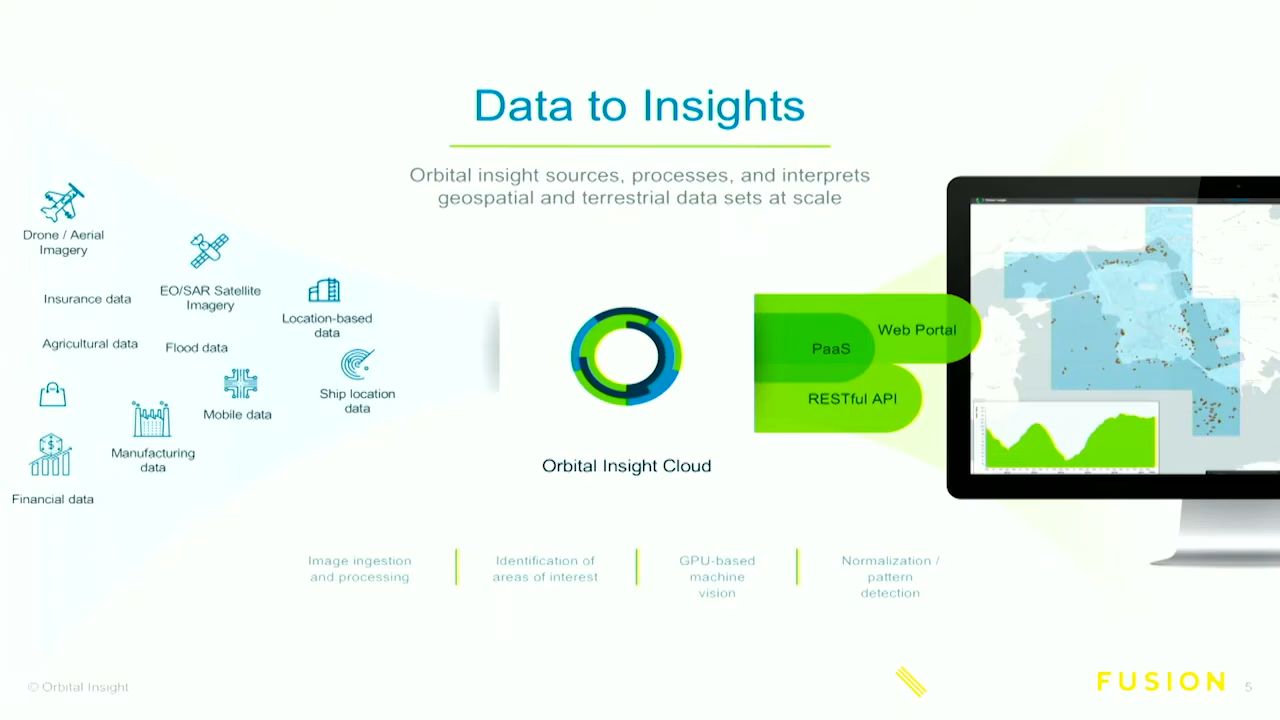 Data to Insights
Orbital insight sources, processes, and interprets
geospatial and terrestrial data sets at scale
Drone / Aerial
Imagery
EO/SAR Satellite
Imagery
Insurance data
Location-based
data
Agricultural data
Flood data
Ship location
data
Mobile data
Manufacturing
data
Financial data
Orbital Insight Cloud
Web Portal
PaaS
RESTful API
Image ingestion
and processing
Identification of
areas of interest
GPU-based
machine
vision
Normalization /
pattern
detection
© Orbital Insight
FUSION
5